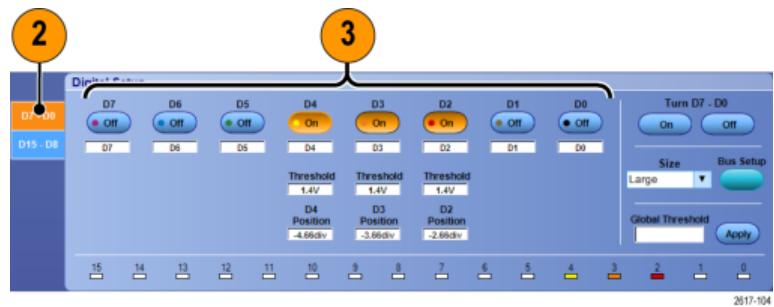 2 3
Digital Setup
D7 - D0
D15 - D8
D7 D6 D5 D4 D3 D2 D1 D0 Turn D7 - D0
Off Off Off On On On Off Off On Off
D7 D6 D5 D4 D3 D2 D1 D0
Size Bus Setup
Threshold Threshold Threshold Large
1.4V 1.4V 1.4V
D4 D3 D2
Position Position Position Global Threshold
-4.66div -3.66div -2.66div Apply
15 14 13 12 11 10 9 8 7 6 5 4 3 2 1 0
2617-104